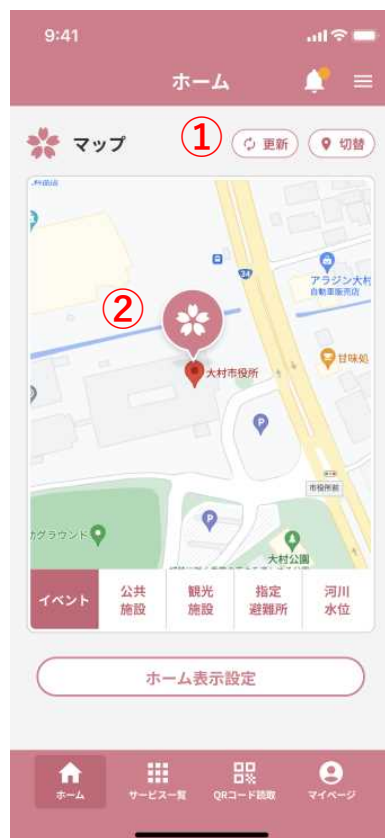 9:41
ホーム
マップ
①
更新
切替
34
アラジン大村
自動車販売店
②
大村市役所
甘味処
P
市役所前
P
カグラウンド
大村公園
イベント
公共
施設
観光
施設
指定
避難所
河川
水位
ホーム表示設定
ホーム
サービス一覧
QRコード読取
マイページ